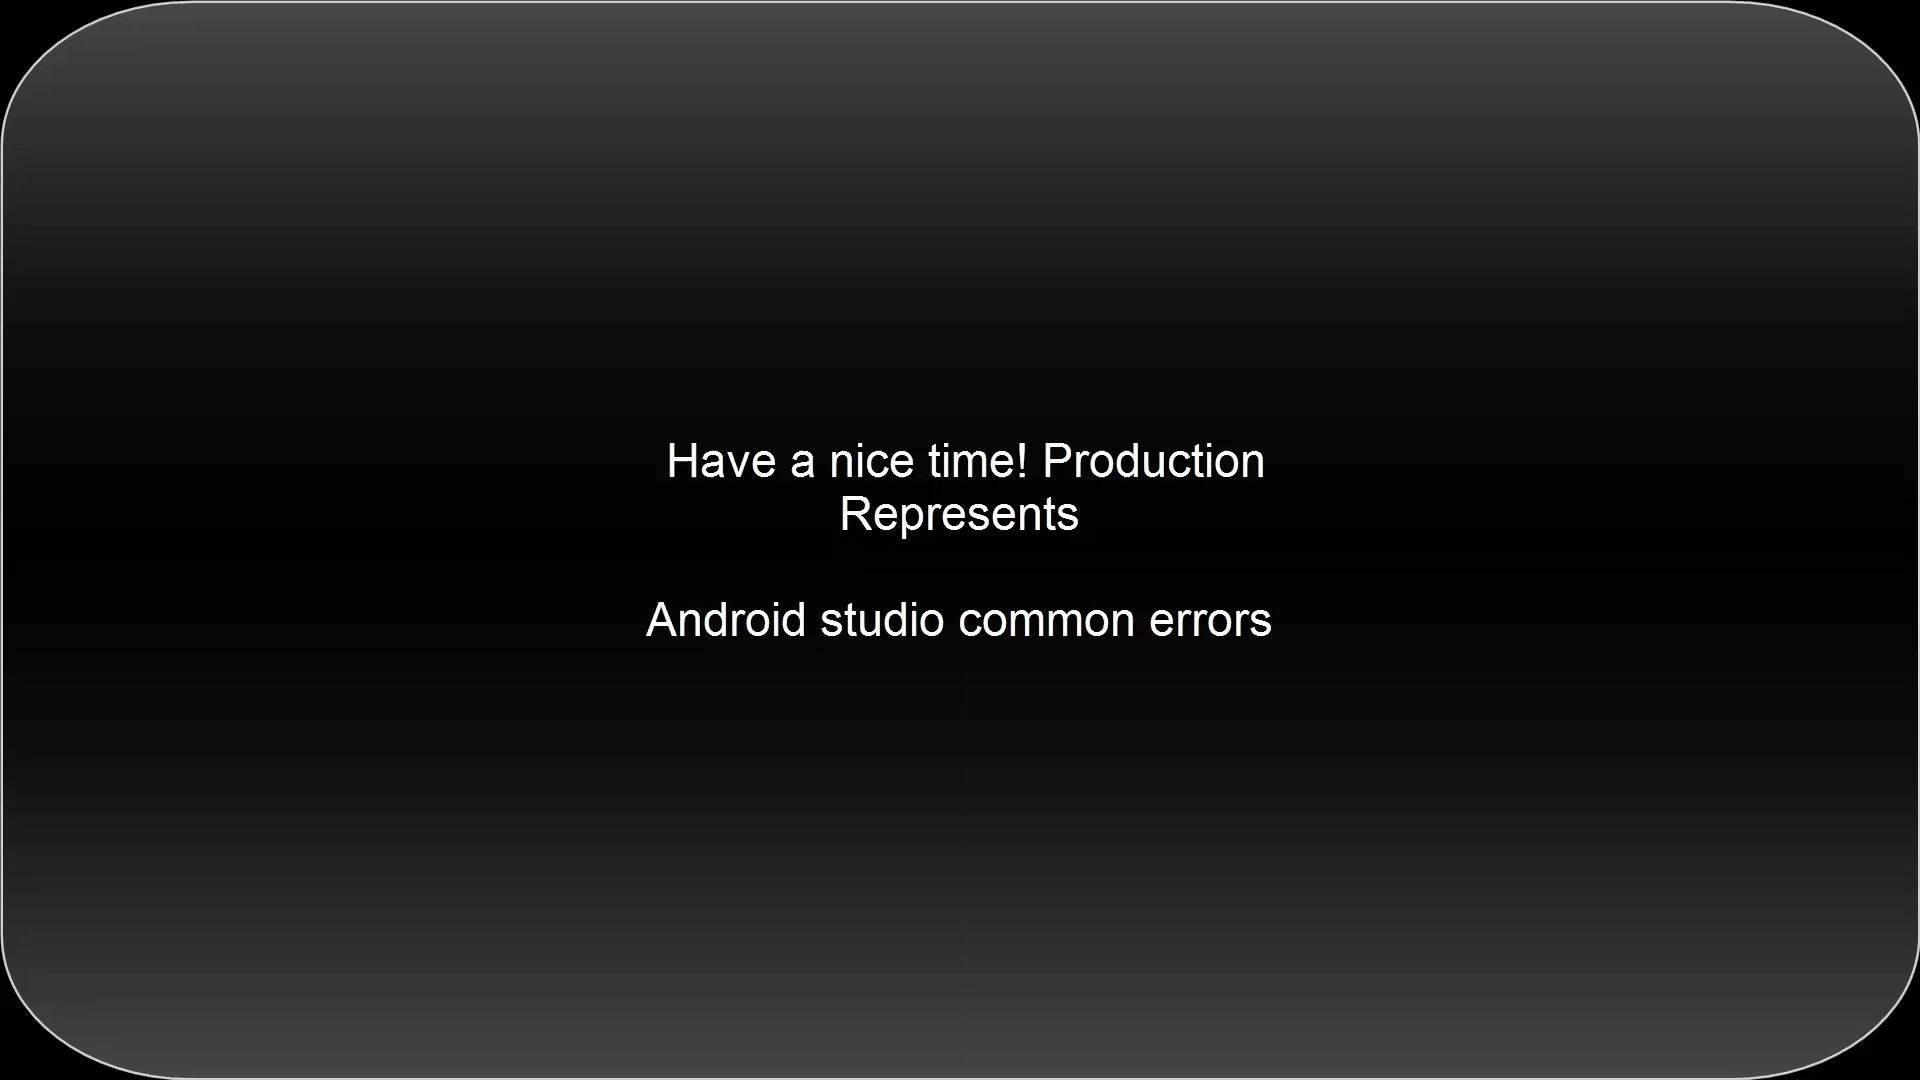 Have a nice time! Production
Represents
Android studio common errors